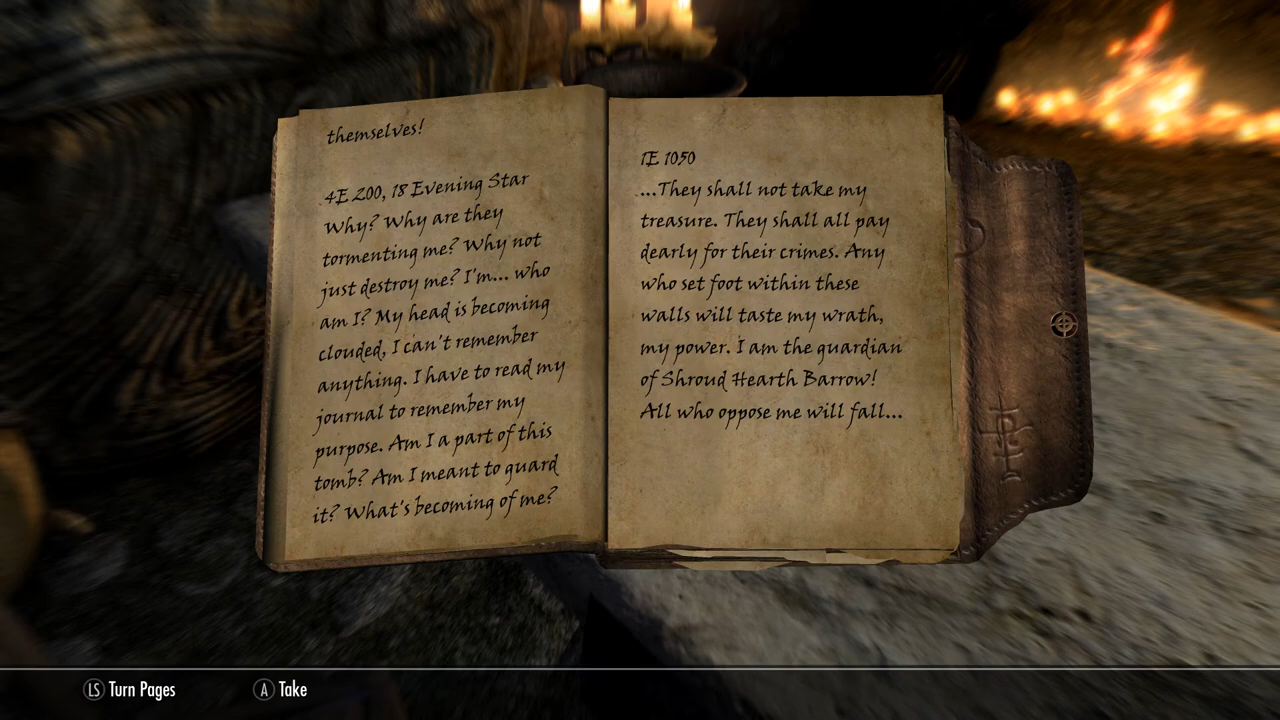 themselves!
4E 200, 18 Evening Star
Why? Why are they
tormenting me? Why not
just destroy me? I'm... who
am I? My head is becoming
clouded, I can't remember
anything. I have to read my
journal to remember my
purpose. Am I a part of this
tomb? Am I meant to guard
it? What's becoming of me?
1E 1050
...They shall not take my
treasure. They shall all pay
dearly for their crimes. Any
who set foot within these
walls will taste my wrath,
my power. I am the guardian
of Shroud Hearth Barrow!
All who oppose me will fall...
LS Turn Pages
A Take